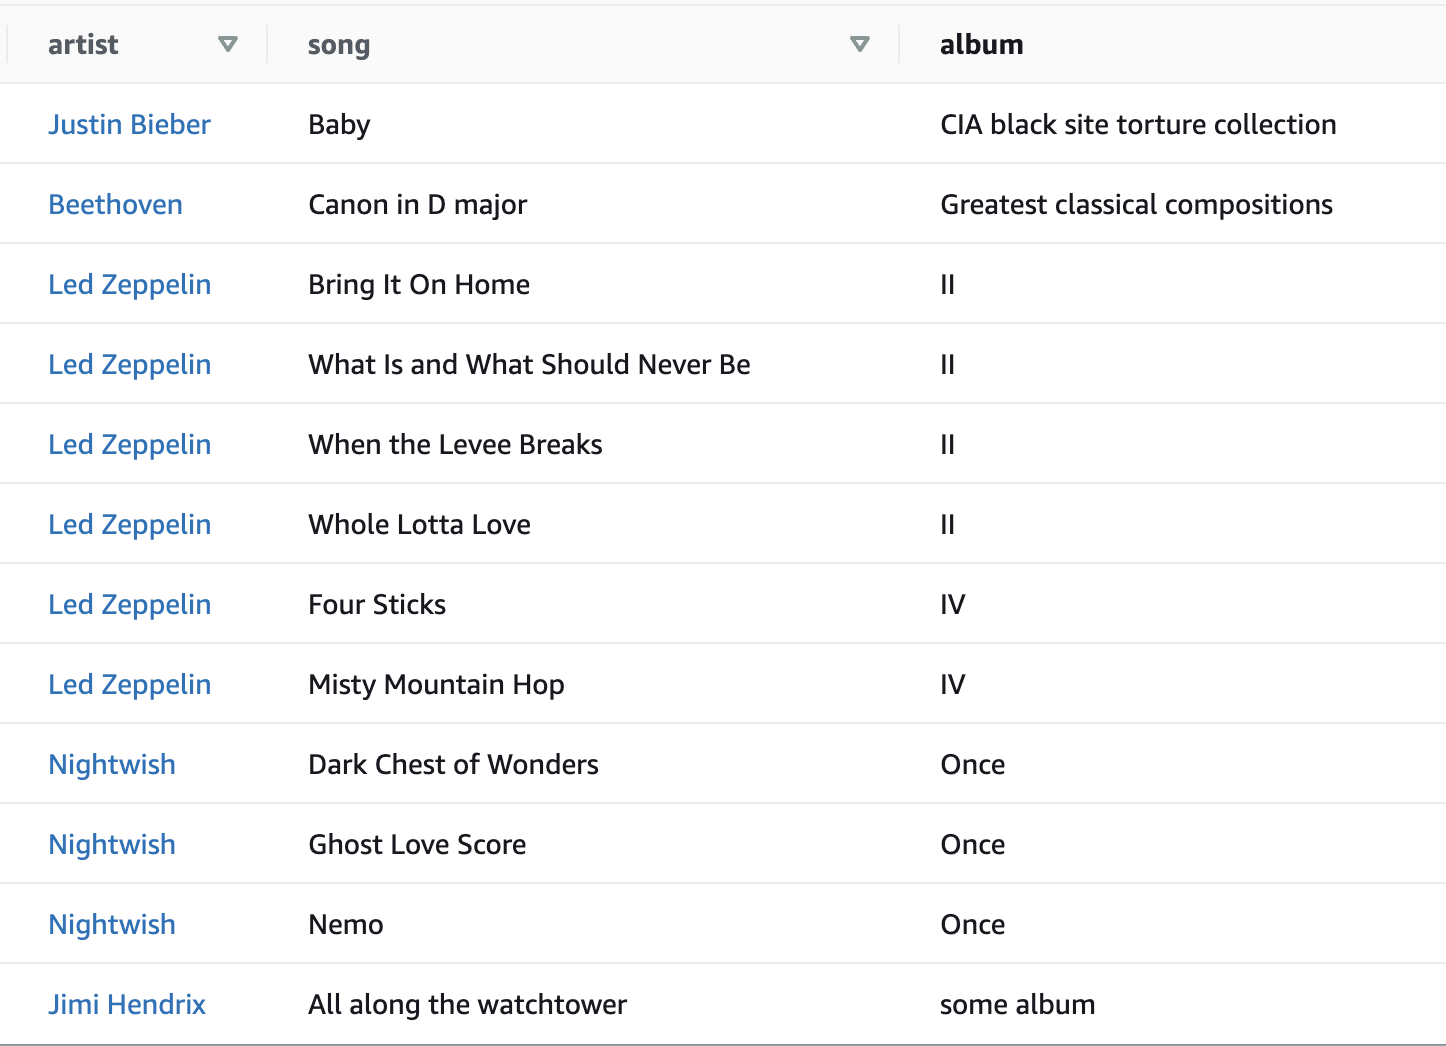 artist song album
Justin Bieber Baby CIA black site torture collection
Beethoven Canon in D major Greatest classical compositions
Led Zeppelin Bring It On Home II
Led Zeppelin What Is and What Should Never Be II
Led Zeppelin When the Levee Breaks II
Led Zeppelin Whole Lotta Love II
Led Zeppelin Four Sticks IV
Led Zeppelin Misty Mountain Hop IV
Nightwish Dark Chest of Wonders Once
Nightwish Ghost Love Score Once
Nightwish Nemo Once
Jimi Hendrix All along the watchtower some album